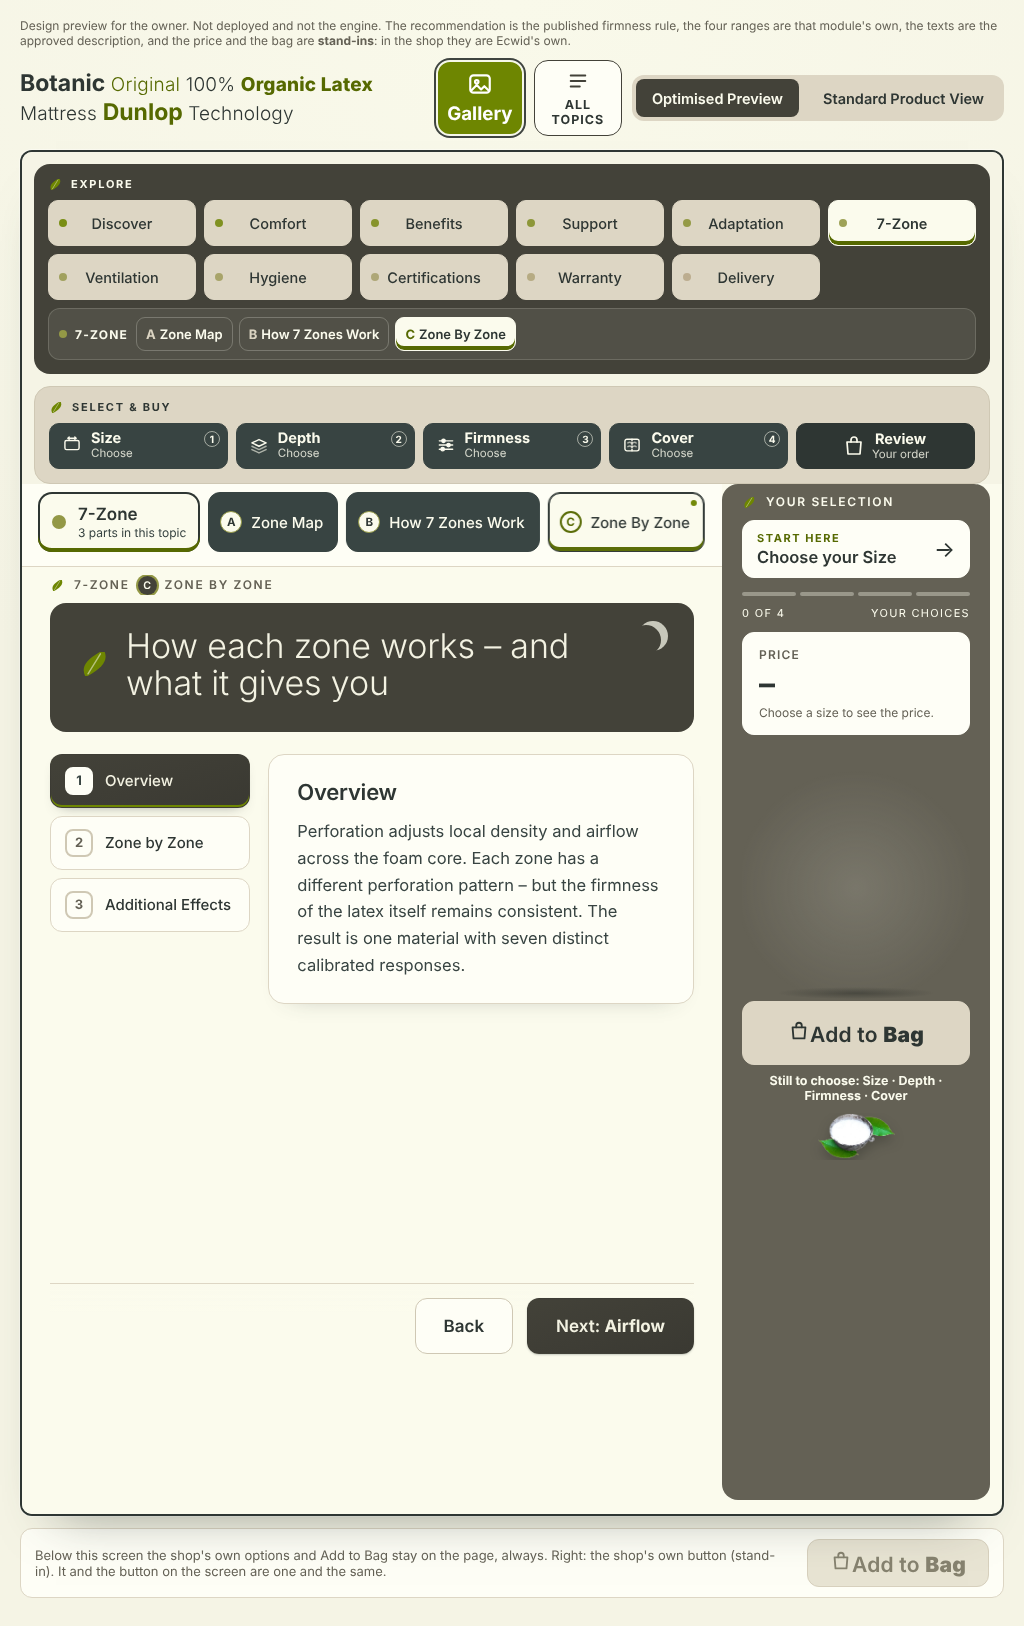 Design preview for the owner. Not deployed and not the engine. The recommendation is the published firmness rule, the four ranges are that module's own, the texts are the
approved description, and the price and the bag are stand-ins: in the shop they are Ecwid's own.
Botanic Original 100% Organic Latex
Mattress Dunlop Technology
Gallery
ALL
TOPICS
Optimised Preview
Standard Product View
EXPLORE
Discover
Comfort
Benefits
Support
Adaptation
7-Zone
Ventilation
Hygiene
Certifications
Warranty
Delivery
7-ZONE
A Zone Map
B How 7 Zones Work
C Zone By Zone
SELECT & BUY
Size
Choose
1
Depth
Choose
2
Firmness
Choose
3
Cover
Choose
4
Review
Your order
7-Zone
3 parts in this topic
A Zone Map
B How 7 Zones Work
C Zone By Zone
7-ZONE C ZONE BY ZONE
How each zone works – and
what it gives you
1 Overview
2 Zone by Zone
3 Additional Effects
Overview
Perforation adjusts local density and airflow
across the foam core. Each zone has a
different perforation pattern – but the firmness
of the latex itself remains consistent. The
result is one material with seven distinct
calibrated responses.
Back
Next: Airflow
YOUR SELECTION
START HERE
Choose your Size
0 OF 4
YOUR CHOICES
PRICE
–
Choose a size to see the price.
Add to Bag
Still to choose: Size · Depth ·
Firmness · Cover
Below this screen the shop's own options and Add to Bag stay on the page, always. Right: the shop's own button (stand-
in). It and the button on the screen are one and the same.
Add to Bag